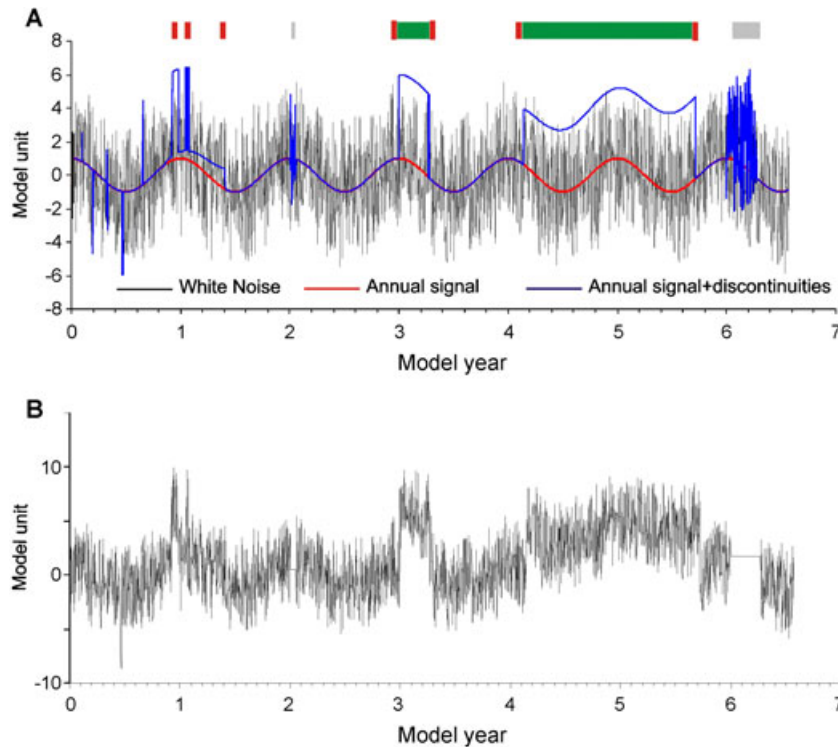 A
8
6
4
2
0
-2
-4
-6
-8
Model unit
White Noise
Annual signal
Annual signal+discontinuities
0 1 2 3 4 5 6 7
Model year
B
10
0
-10
Model unit
0 1 2 3 4 5 6 7
Model year